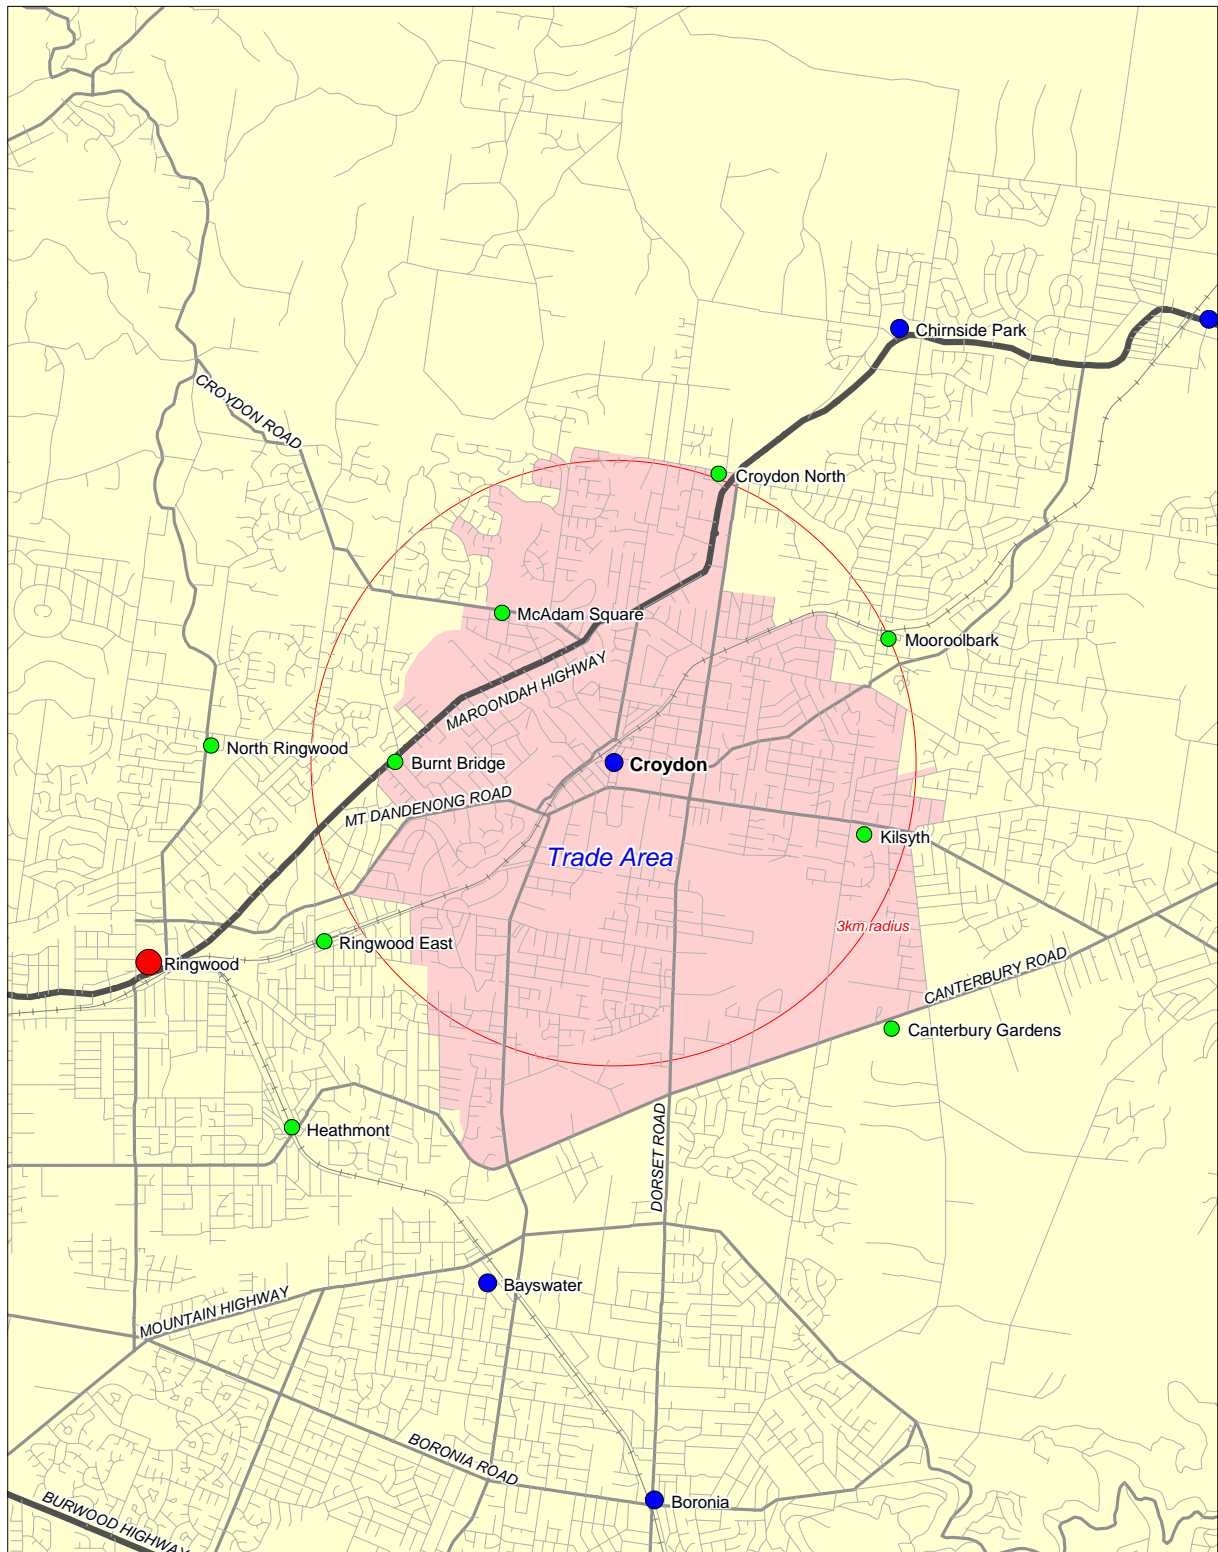 Chirnside Park
CROYDON ROAD
Croydon North
McAdam Square
Mooroolbark
MAROONDAH HIGHWAY
North Ringwood
Burnt Bridge
Croydon
MT DANDENONG ROAD
Kilsyth
Trade Area
3km radius
Ringwood East
Ringwood
CANTERBURY ROAD
Canterbury Gardens
Heathmont
DORSET ROAD
Bayswater
MOUNTAIN HIGHWAY
BORONIA ROAD
Boronia
BURWOOD HIGHWAY